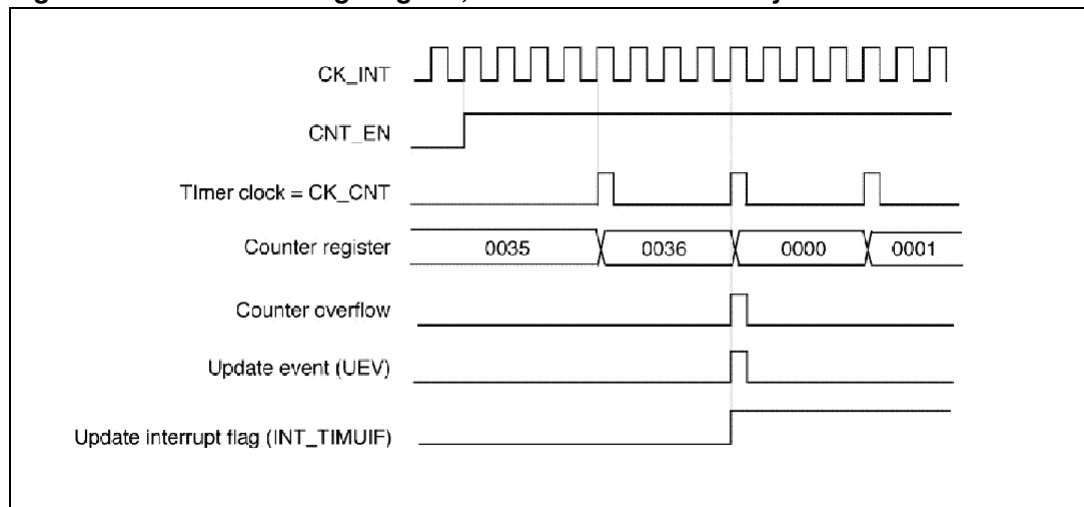 CK_INT
CNT_EN
TImer clock = CK_CNT
Counter register 0035 0036 0000 0001
Counter overflow
Update event (UEV)
Update interrupt flag (INT_TIMUIF)